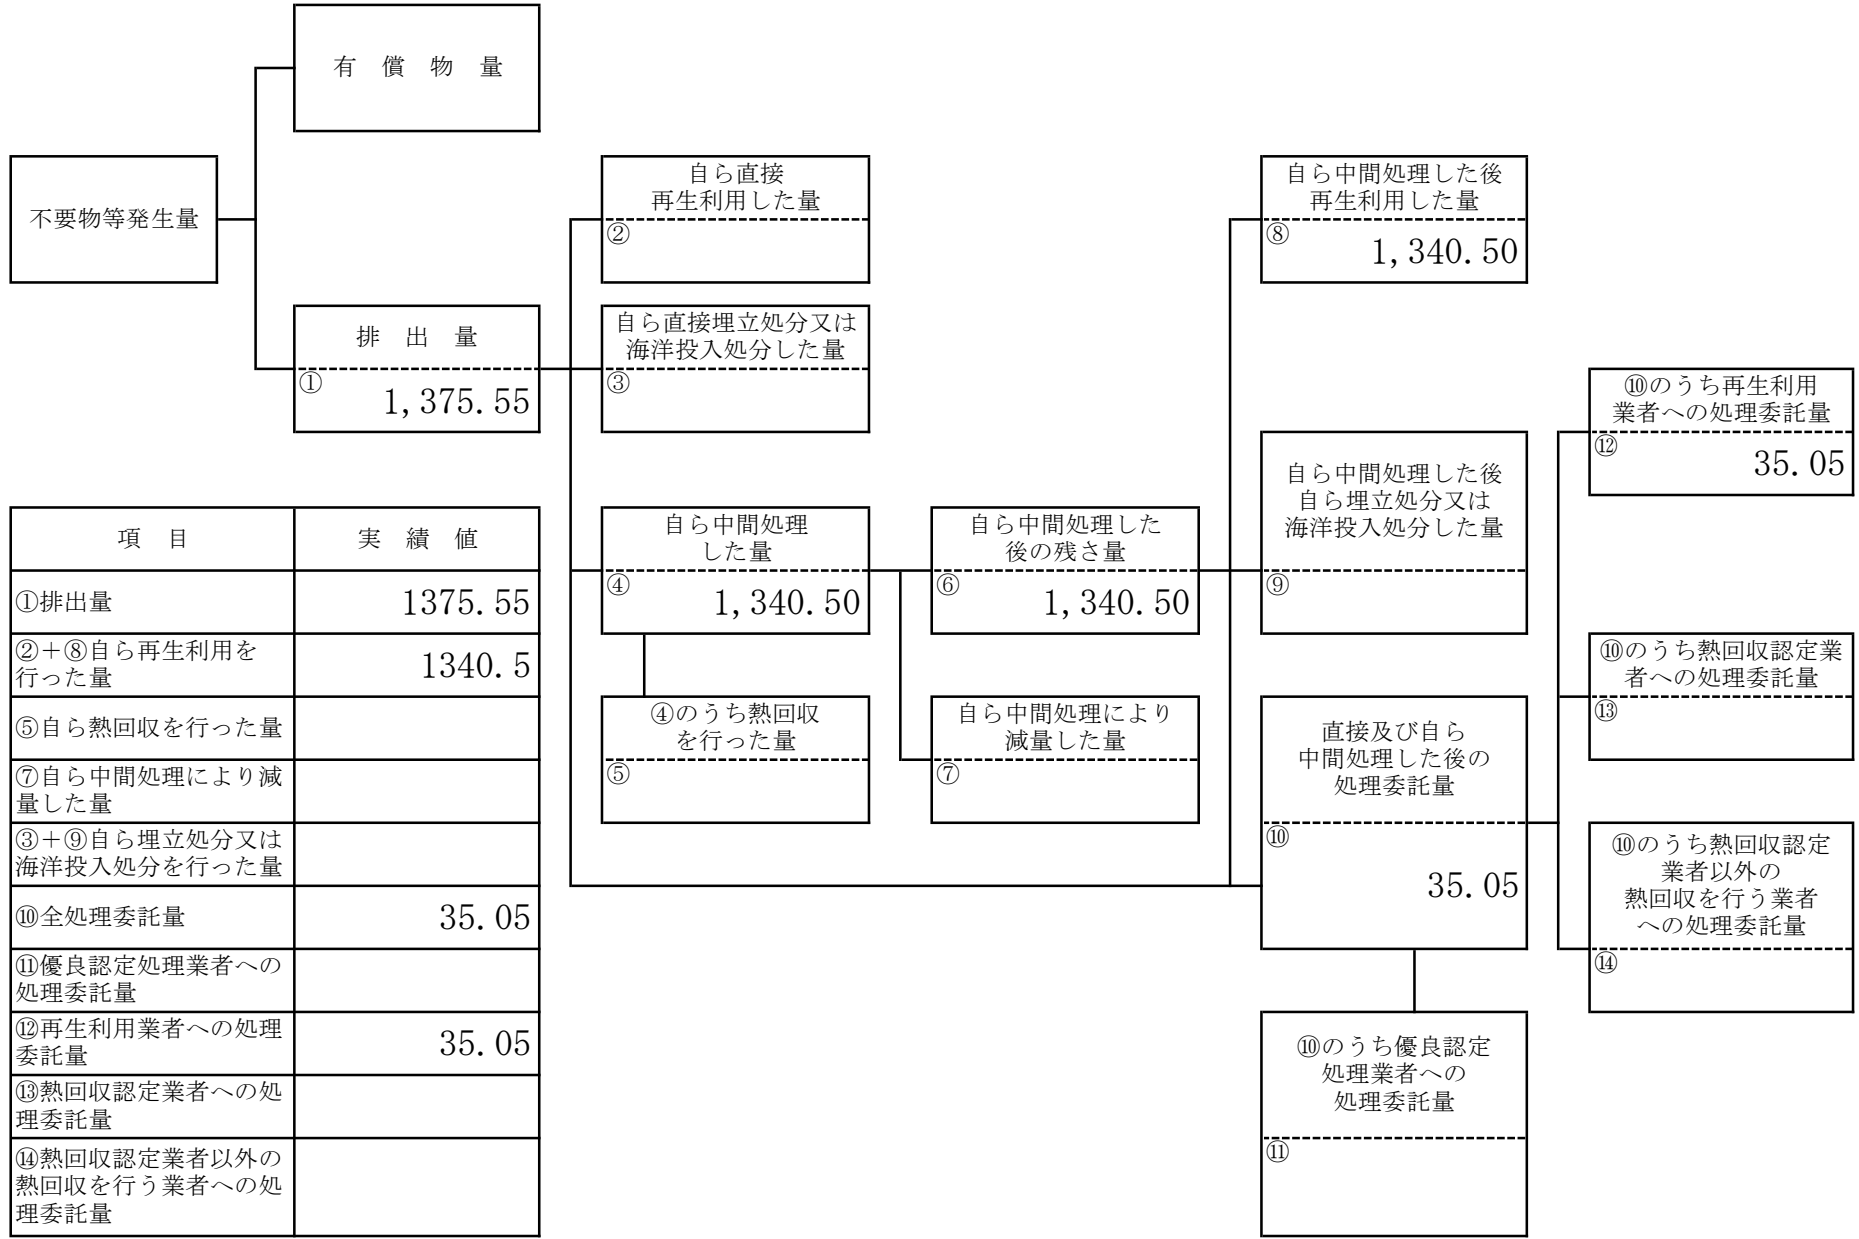 有 償 物 量
不要物等発生量
自ら直接
再生利用した量
②
自ら中間処理した後
再生利用した量
⑧
1,340.50
排 出 量
①
1,375.55
自ら直接埋立処分又は
海洋投入処分した量
③
⑩のうち再生利用
業者への処理委託量
⑫
35.05
自ら中間処理した後
自ら埋立処分又は
海洋投入処分した量
⑨
自ら中間処理
した量
④
1,340.50
自ら中間処理した
後の残さ量
⑥
1,340.50
④のうち熱回収
を行った量
⑤
自ら中間処理により
減量した量
⑦
直接及び自ら
中間処理した後の
処理委託量
⑩
35.05
⑩のうち熱回収認定業
者への処理委託量
⑬
⑩のうち熱回収認定
業者以外の
熱回収を行う業者
への処理委託量
⑭
⑩のうち優良認定
処理業者への
処理委託量
⑪
項 目
実 績 値
①排出量
1375.55
②+⑧自ら再生利用を
行った量
1340.5
⑤自ら熱回収を行った量
⑦自ら中間処理により減
量した量
③+⑨自ら埋立処分又は
海洋投入処分を行った量
⑩全処理委託量
35.05
⑪優良認定処理業者への
処理委託量
⑫再生利用業者への処理
委託量
35.05
⑬熱回収認定業者への処
理委託量
⑭熱回収認定業者以外の
熱回収を行う業者への処
理委託量